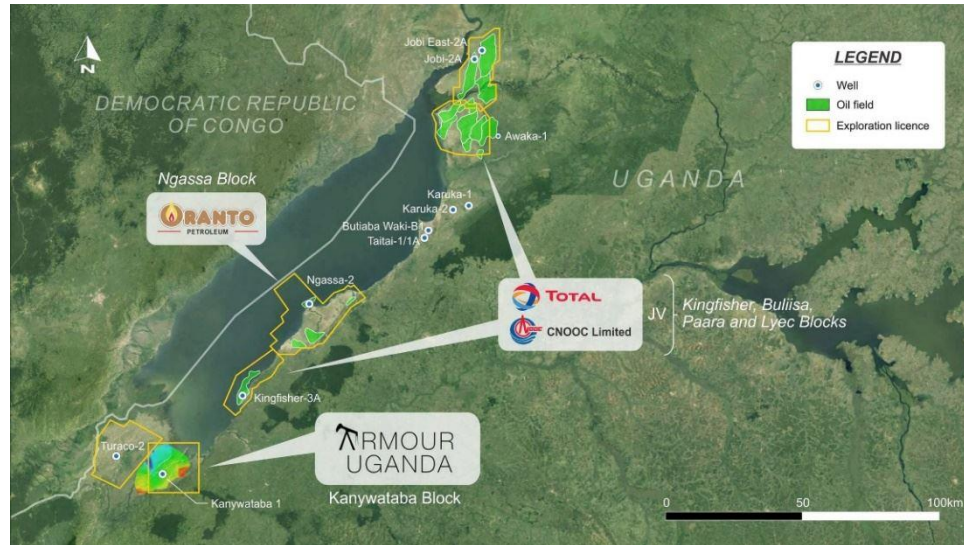 N
DEMOCRATIC REPUBLIC
OF CONGO
Jobi East-2A
Jobi-2A
LEGEND
Well
Oil field
Exploration licence
Awaka-1
UGANDA
Ngassa Block
ORANTO
PETROLEUM
Karuka-1
Karuka-2
Butiaba Waki-B1
Taitai-1/1A
Ngassa-2
TOTAL
CNOOC Limited
JV
Kingfisher, Buliisa,
Paara and Lyec Blocks
Kingfisher-3A
Turaco-2
ARMOUR
UGANDA
Kanywataba Block
Kanywataba 1
0
50
100km